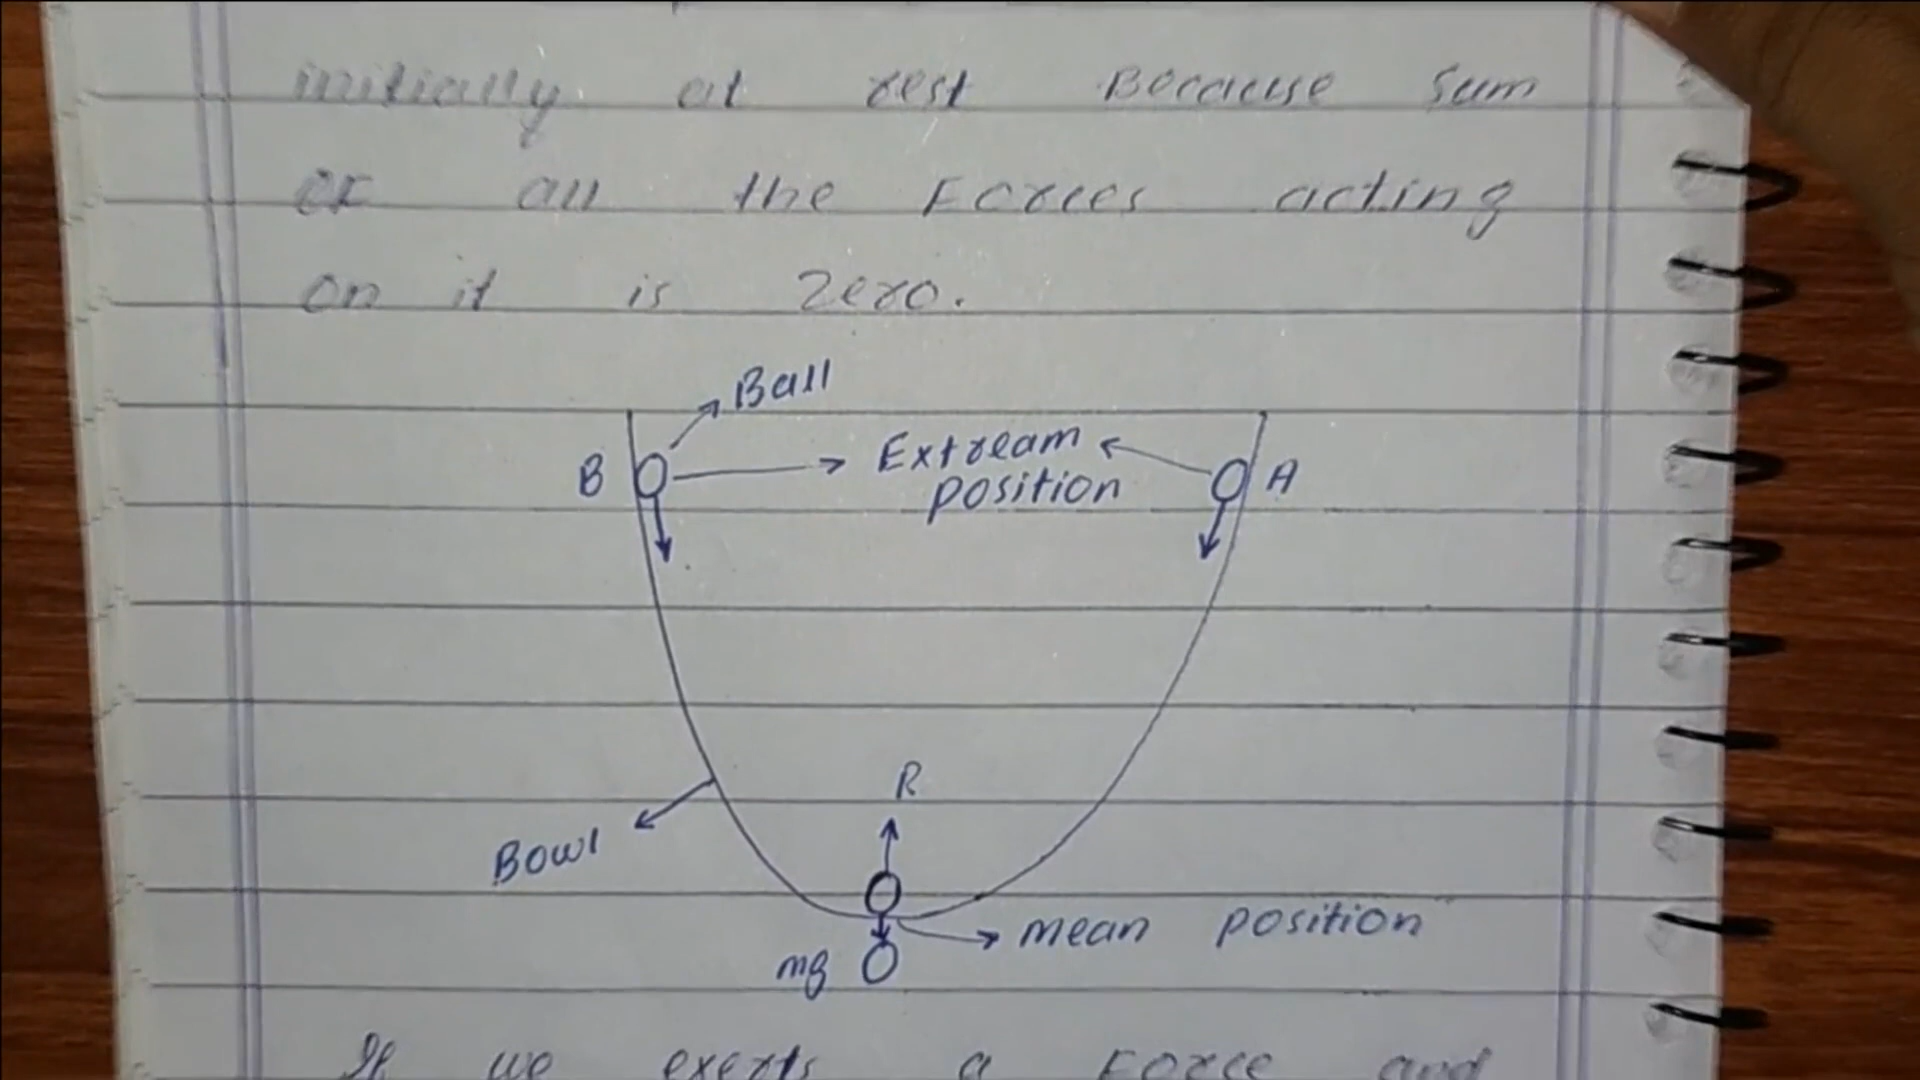 initially at rest Because Sum
of all the Forces acting
on it is Zero.
Ball
B Extream A
position
R
Bowl
mean position
mg O
If we exerts a Force and